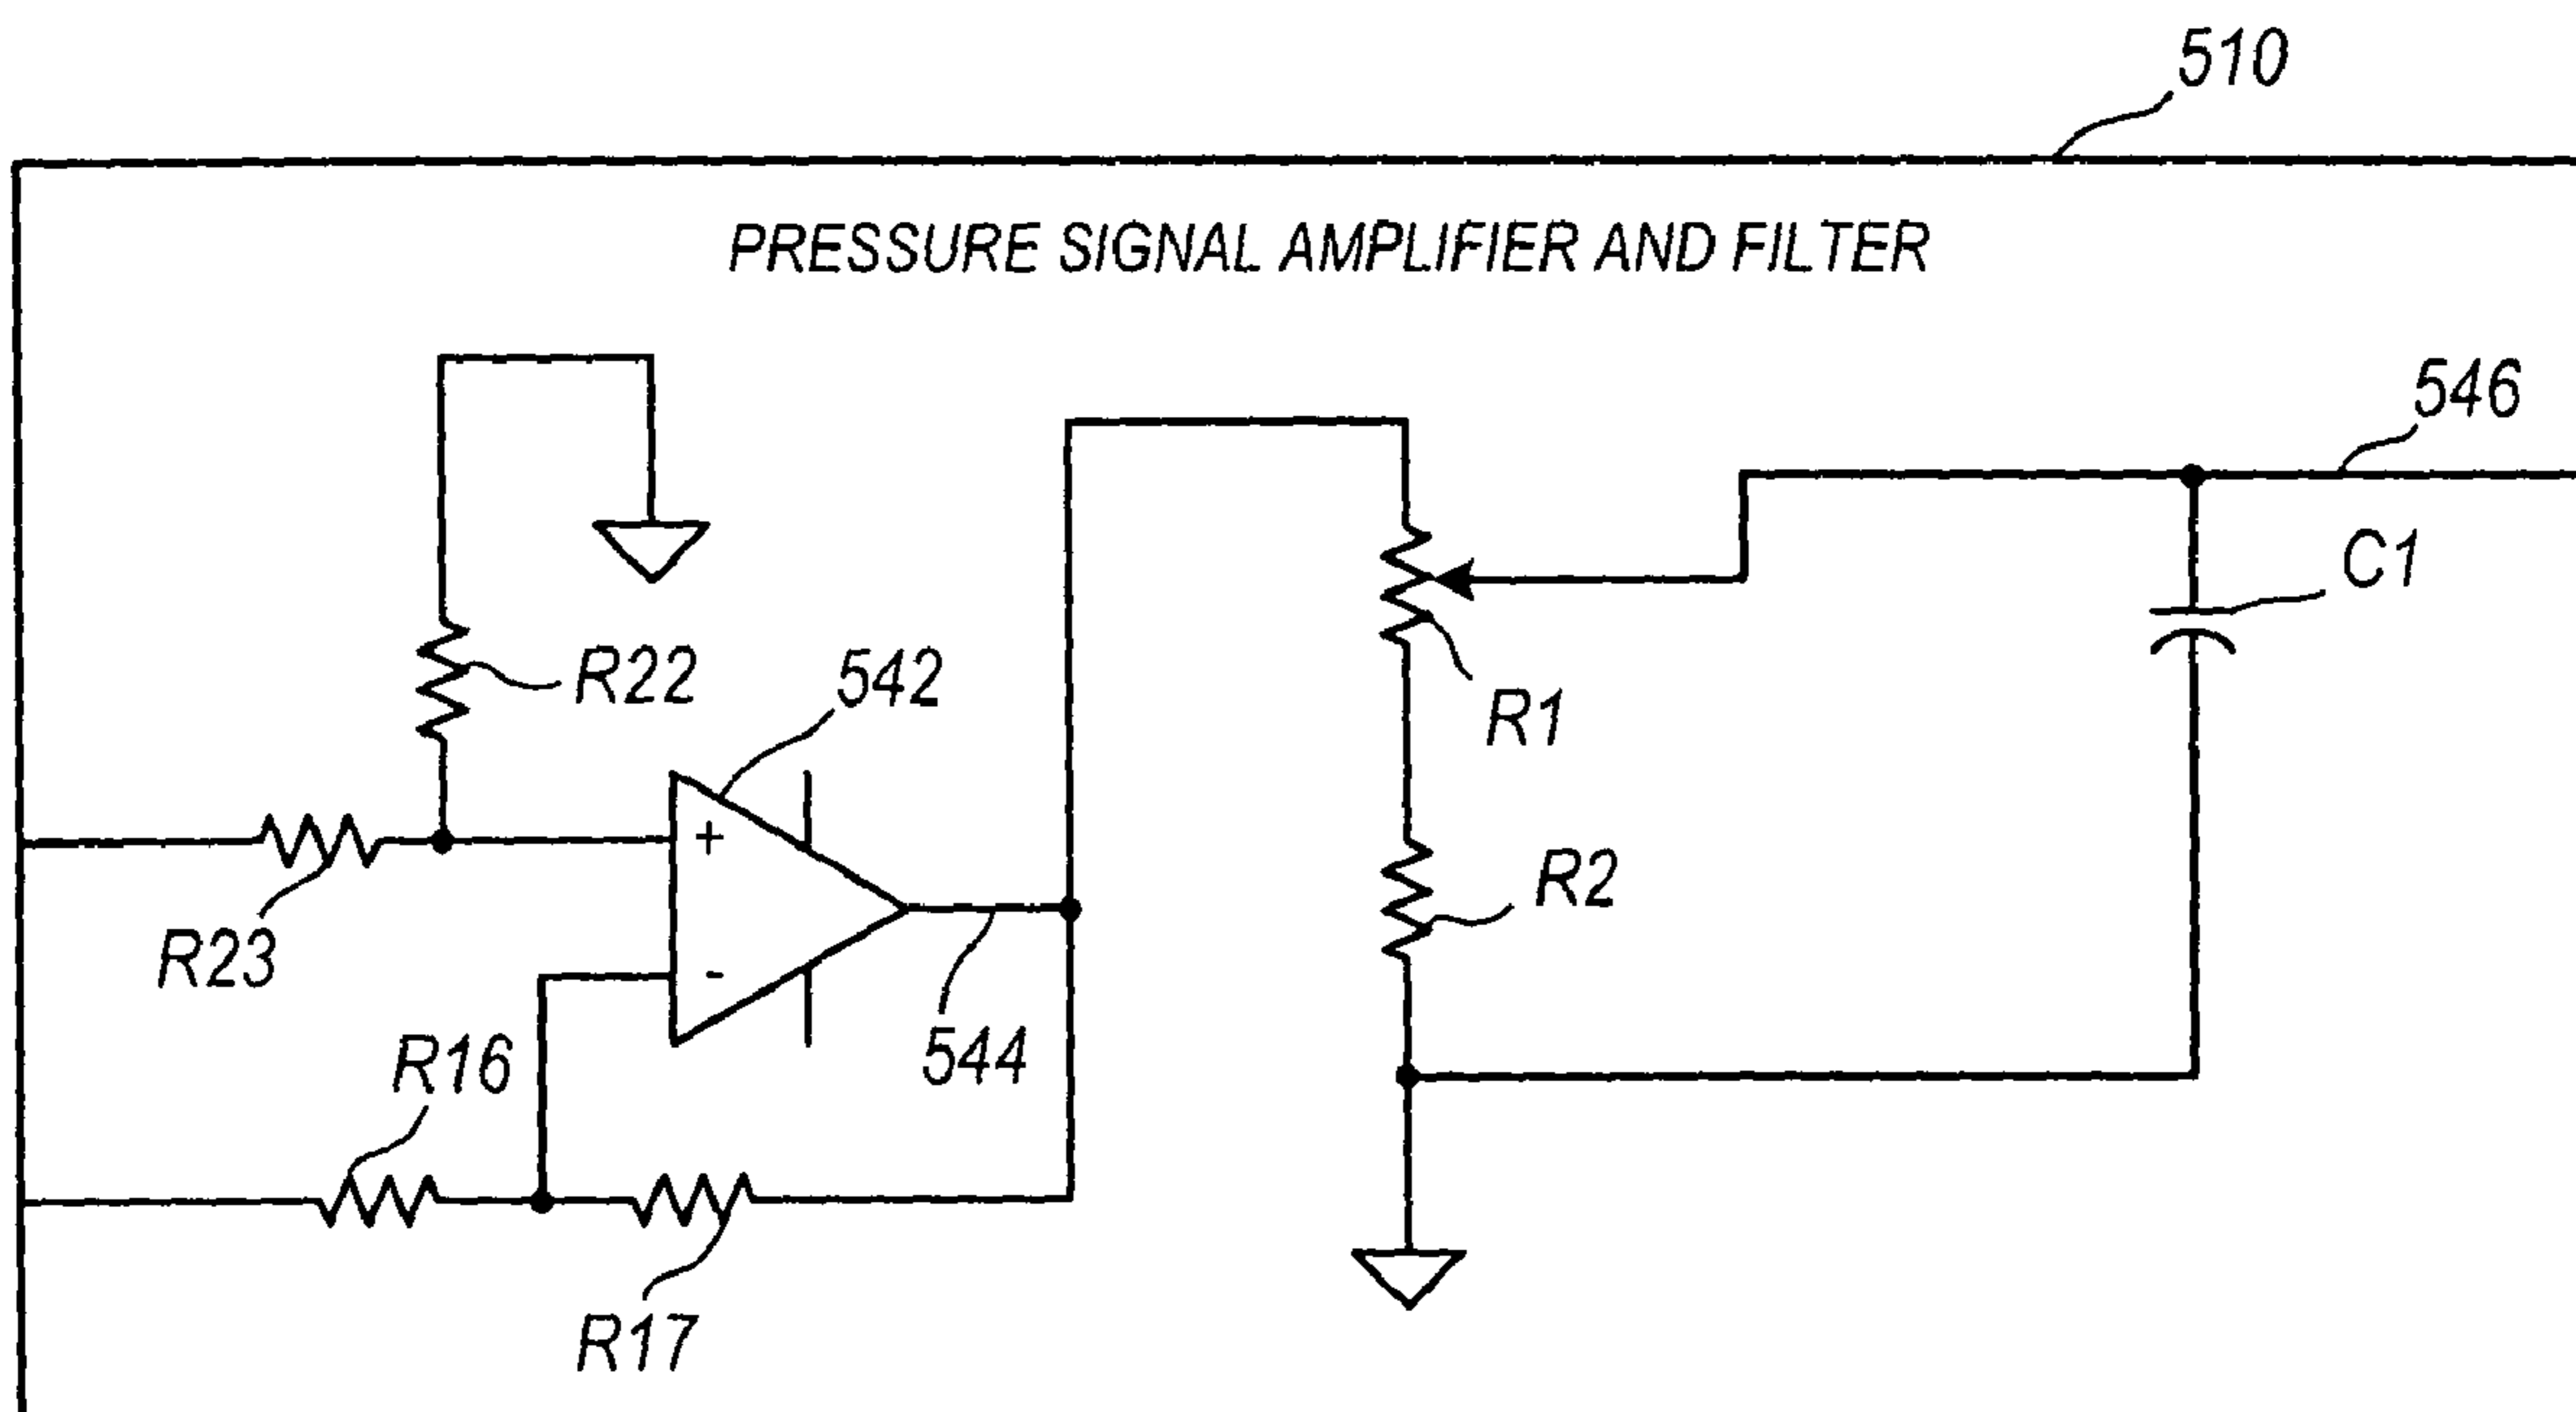 510
PRESSURE SIGNAL AMPLIFIER AND FILTER
546
C1
R22
542
R1
+
R2
R23
-
544
R16
R17